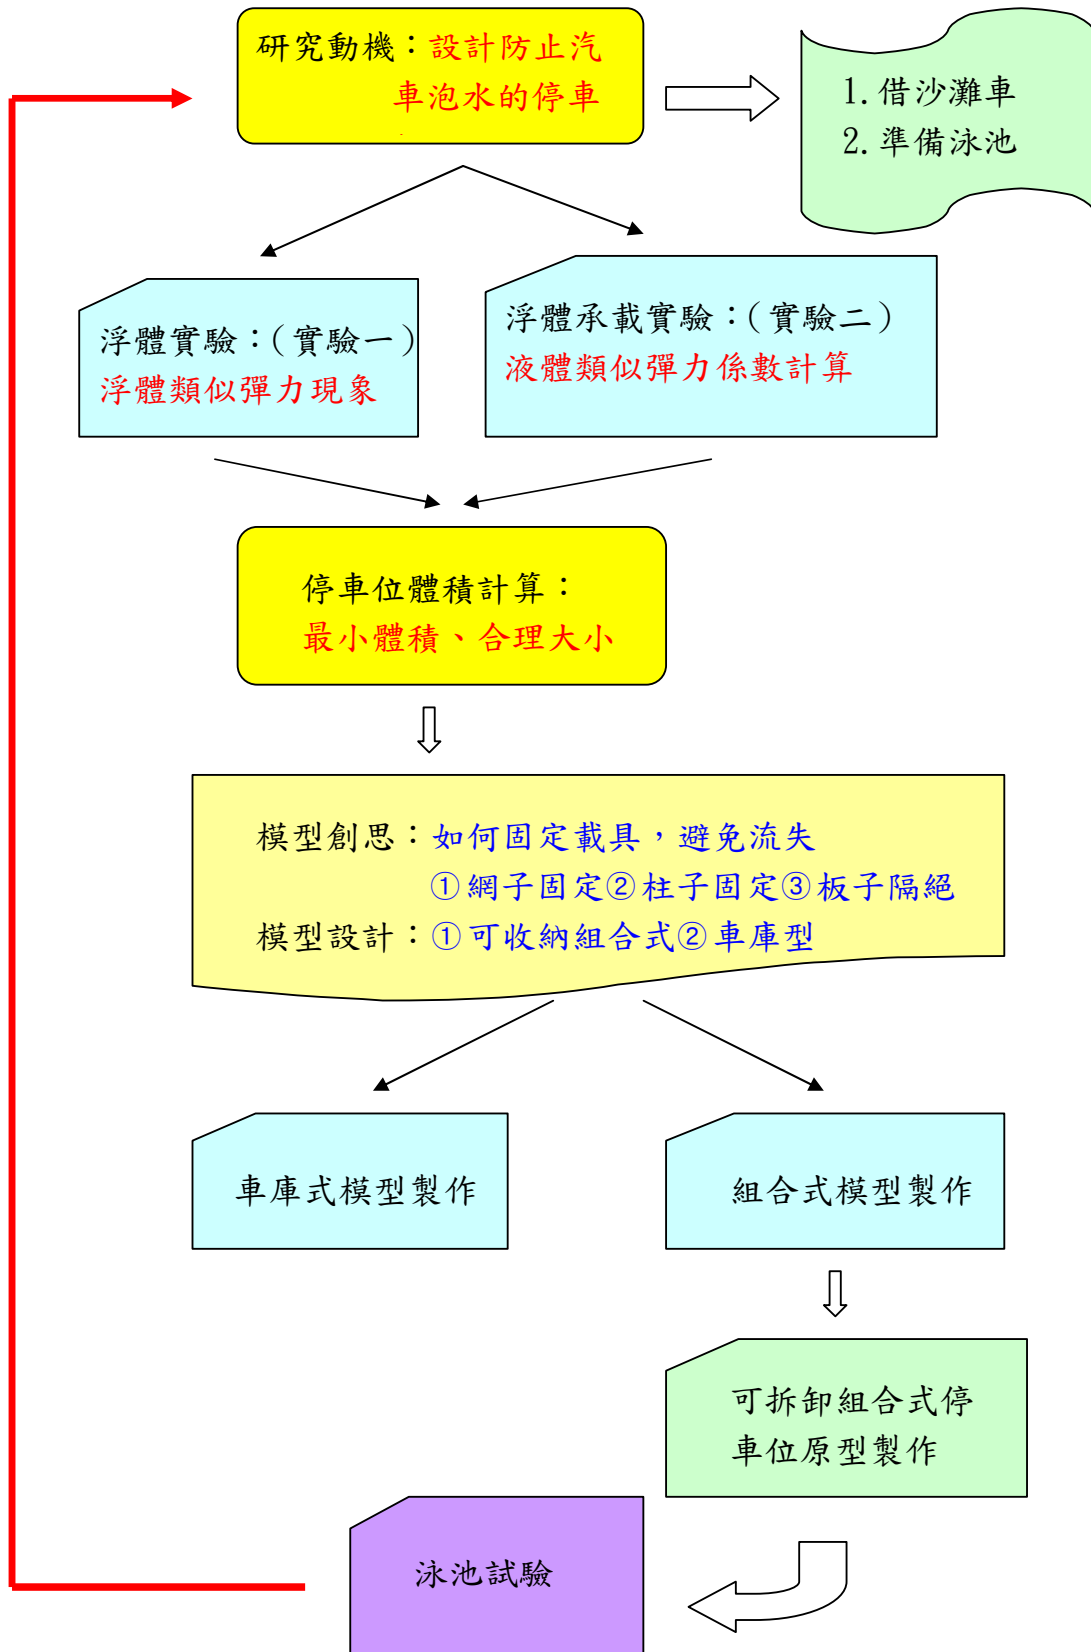 研究動機：設計防止汽
車泡水的停車
1.借沙灘車
2.準備泳池
浮體實驗：(實驗一)
浮體類似彈力現象
浮體承載實驗：(實驗二)
液體類似彈力係數計算
停車位體積計算：
最小體積、合理大小
模型創思：如何固定載具，避免流失
①網子固定②柱子固定③板子隔絕
模型設計：①可收納組合式②車庫型
車庫式模型製作
組合式模型製作
可拆卸組合式停
車位原型製作
泳池試驗